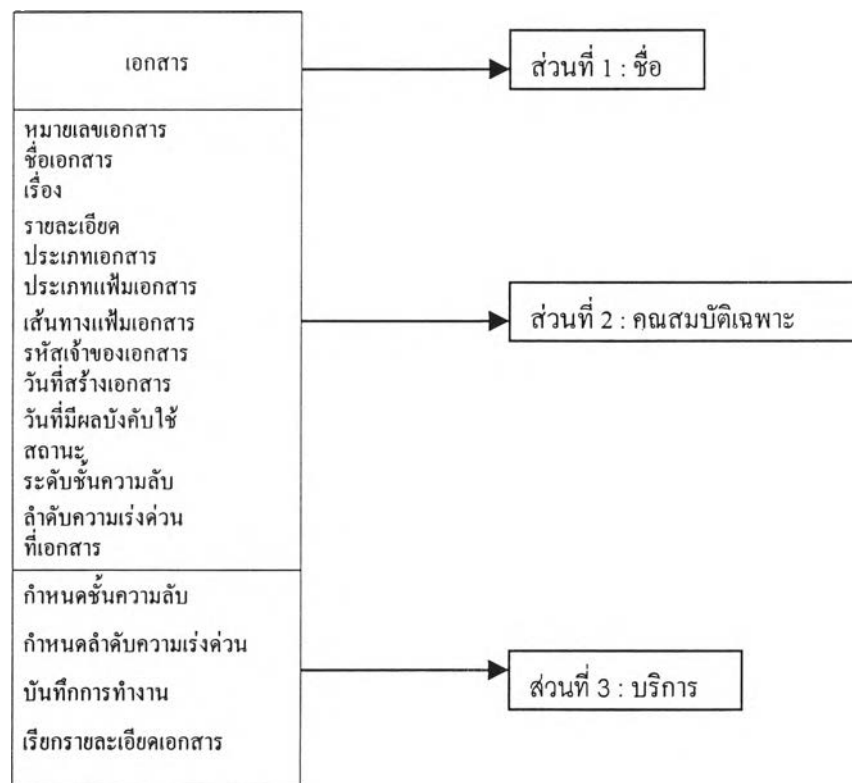 เอกสาร
ส่วนที่ 1 : ชื่อ
หมายเลขเอกสาร
ชื่อเอกสาร
เรื่อง
รายละเอียด
ประเภทเอกสาร
ประเภทแฟ้มเอกสาร
เส้นทางแฟ้มเอกสาร
รหัสเจ้าของเอกสาร
วันที่สร้างเอกสาร
วันที่มีผลบังคับใช้
สถานะ
ระดับชั้นความลับ
ลำดับความเร่งด่วน
ที่เอกสาร
ส่วนที่ 2 : คุณสมบัติเฉพาะ
กำหนดชั้นความลับ
กำหนดลำดับความเร่งด่วน
บันทึกการทำงาน
เรียกรายละเอียดเอกสาร
ส่วนที่ 3 : บริการ